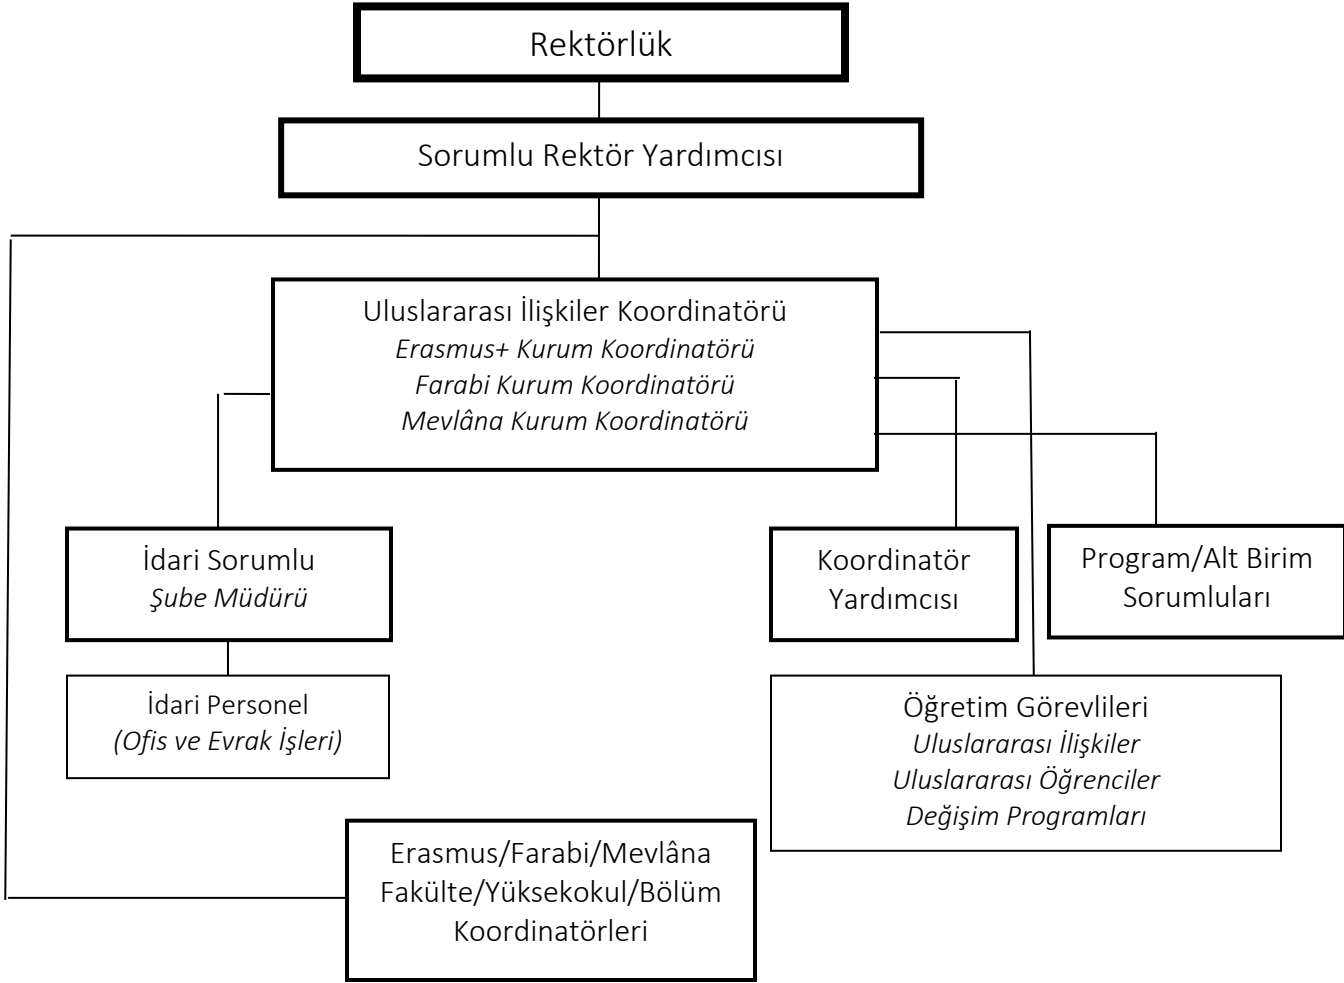 Rektörlük
Sorumlu Rektör Yardımcısı
Uluslararası İlişkiler Koordinatörü
Erasmus+ Kurum Koordinatörü
Farabi Kurum Koordinatörü
Mevlâna Kurum Koordinatörü
İdari Sorumlu
Şube Müdürü
Koordinatör
Yardımcısı
Program/Alt Birim
Sorumluları
İdari Personel
(Ofis ve Evrak İşleri)
Öğretim Görevlileri
Uluslararası İlişkiler
Uluslararası Öğrenciler
Değişim Programları
Erasmus/Farabi/Mevlâna
Fakülte/Yüksekokul/Bölüm
Koordinatörleri